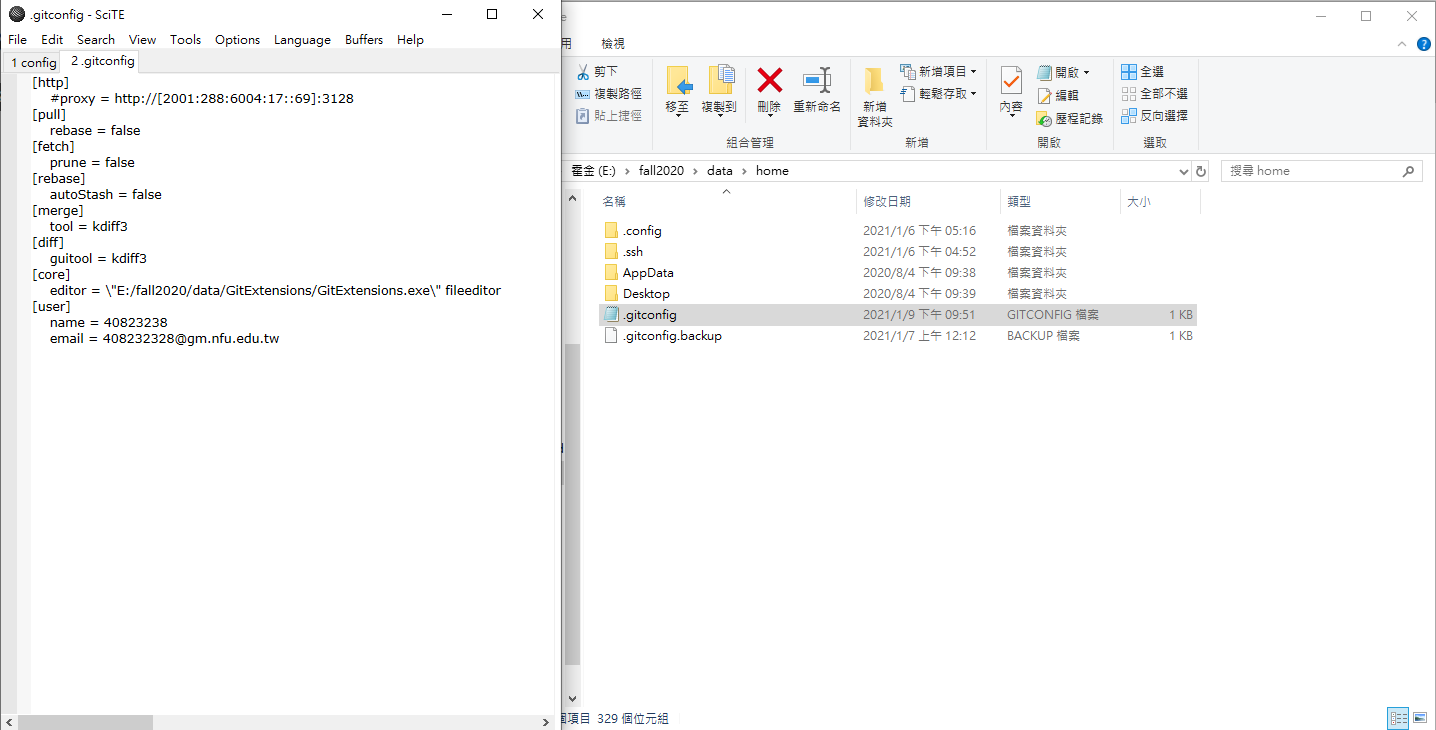 .gitconfig - SciTE
File Edit Search View Tools Options Language Buffers Help
1 config 2 .gitconfig
[http]
#proxy = http://[2001:288:6004:17::69]:3128
[pull]
rebase = false
[fetch]
prune = false
[rebase]
autoStash = false
[merge]
tool = kdiff3
[diff]
guitool = kdiff3
[core]
editor = \"E:/fall2020/data/GitExtensions/GitExtensions.exe\" fileeditor
[user]
name = 40823238
email = 408232328@gm.nfu.edu.tw
e
用 檢視
剪下
複製路徑
貼上捷徑
移至
複製到
刪除
重新命名
組合管理
新增
資料夾
新增項目
輕鬆存取
新增
內容
開啟
編輯
歷程記錄
開啟
全選
全部不選
反向選擇
選取
霍金 (E:) › fall2020 › data › home
搜尋 home
名稱 修改日期 類型 大小
.config 2021/1/6 下午 05:16 檔案資料夾
.ssh 2021/1/6 下午 04:52 檔案資料夾
AppData 2020/8/4 下午 09:38 檔案資料夾
Desktop 2020/8/4 下午 09:39 檔案資料夾
.gitconfig 2021/1/9 下午 09:51 GITCONFIG 檔案 1 KB
.gitconfig.backup 2021/1/7 上午 12:12 BACKUP 檔案 1 KB
個項目 329 個位元組